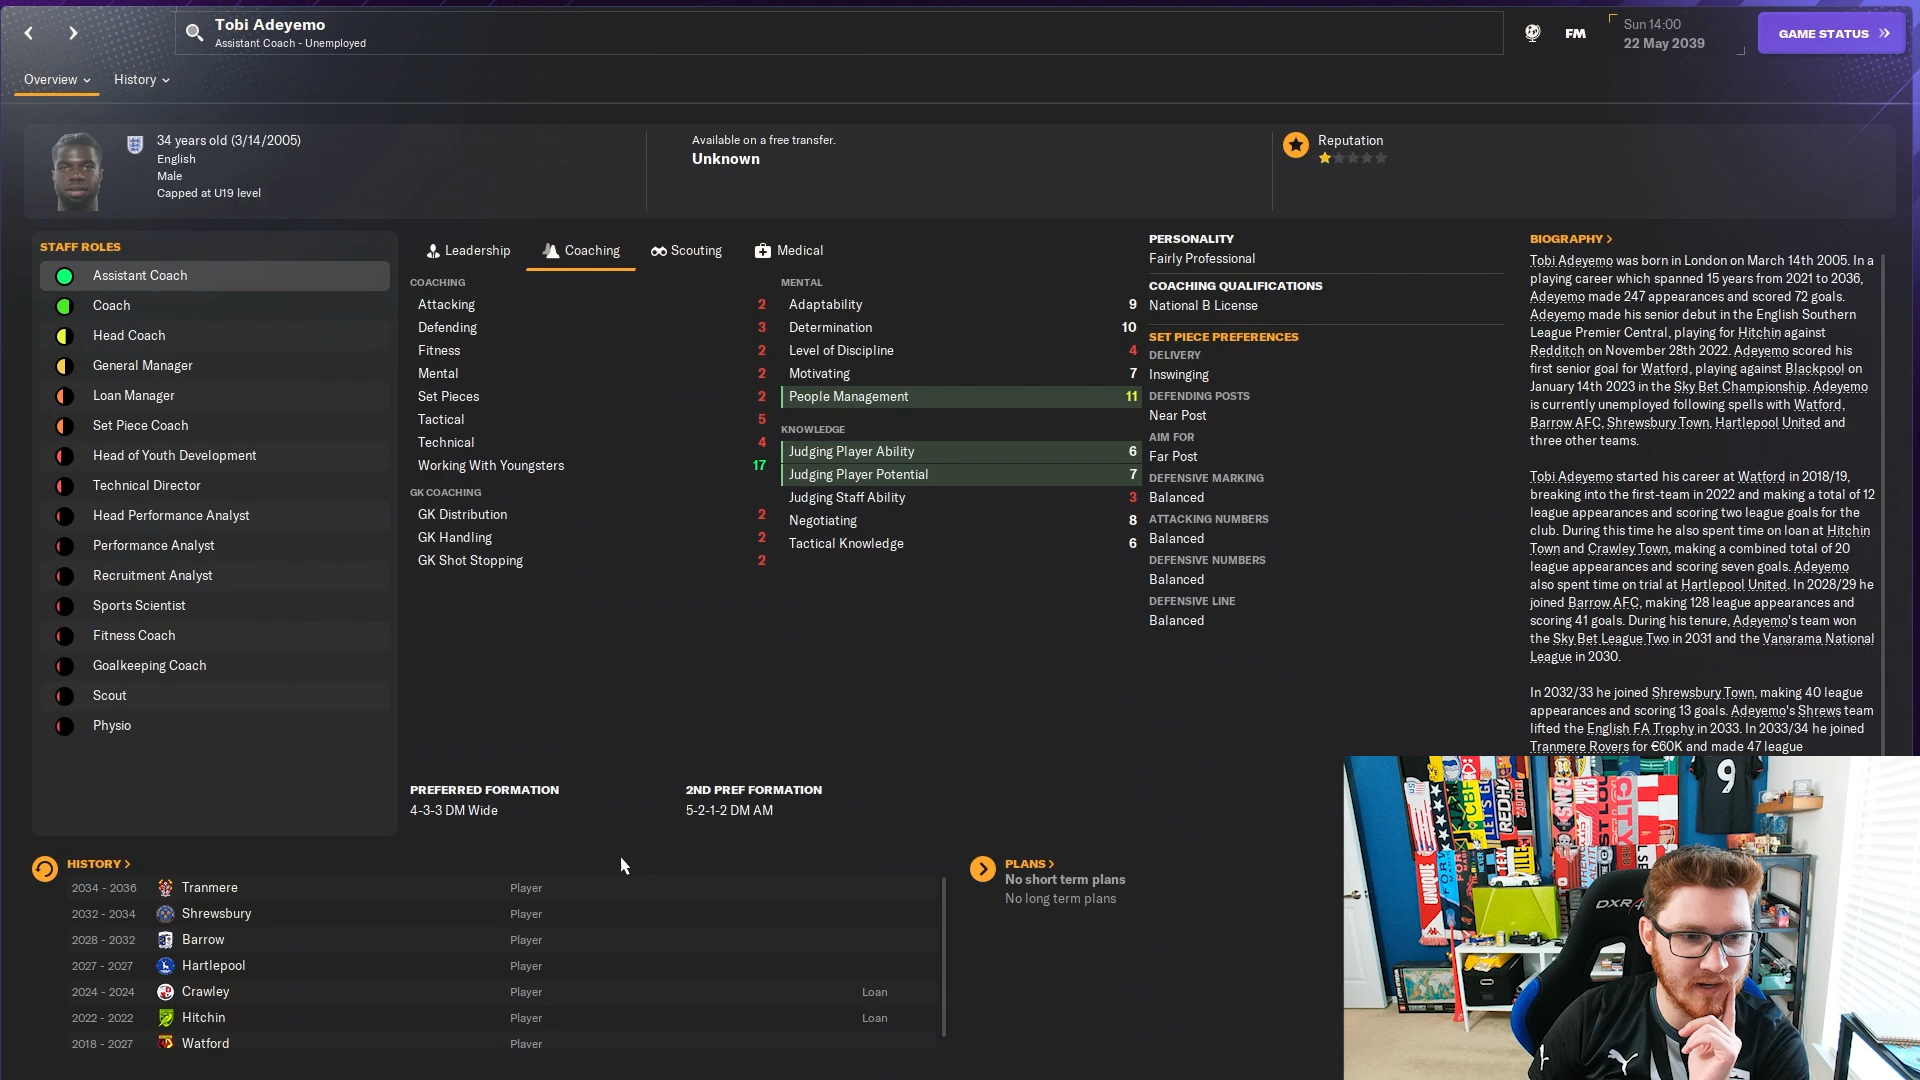 Tobi Adeyemo
Assistant Coach - Unemployed
FM
Sun 14:00
22 May 2039
GAME STATUS
Overview
History
34 years old (3/14/2005)
English
Male
Capped at U19 level
Available on a free transfer.
Unknown
Reputation
STAFF ROLES
Assistant Coach
Coach
Head Coach
General Manager
Loan Manager
Set Piece Coach
Head of Youth Development
Technical Director
Head Performance Analyst
Performance Analyst
Recruitment Analyst
Sports Scientist
Fitness Coach
Goalkeeping Coach
Scout
Physio
Leadership
Coaching
Scouting
Medical
COACHING
Attacking 2
Defending 3
Fitness 2
Mental 2
Set Pieces 2
Tactical 5
Technical 4
Working With Youngsters 17
GK COACHING
GK Distribution 2
GK Handling 2
GK Shot Stopping 2
MENTAL
Adaptability 9
Determination 10
Level of Discipline 4
Motivating 7
People Management 11
KNOWLEDGE
Judging Player Ability 6
Judging Player Potential 7
Judging Staff Ability 3
Negotiating 8
Tactical Knowledge 6
PREFERRED FORMATION
4-3-3 DM Wide
2ND PREF FORMATION
5-2-1-2 DM AM
PERSONALITY
Fairly Professional
COACHING QUALIFICATIONS
National B License
SET PIECE PREFERENCES
DELIVERY
Inswinging
DEFENDING POSTS
Near Post
AIM FOR
Far Post
DEFENSIVE MARKING
Balanced
ATTACKING NUMBERS
Balanced
DEFENSIVE NUMBERS
Balanced
DEFENSIVE LINE
Balanced
BIOGRAPHY >
Tobi Adeyemo was born in London on March 14th 2005. In a
playing career which spanned 15 years from 2021 to 2036,
Adeyemo made 247 appearances and scored 72 goals.
Adeyemo made his senior debut in the English Southern
League Premier Central, playing for Hitchin against
Redditch on November 28th 2022. Adeyemo scored his
first senior goal for Watford, playing against Blackpool on
January 14th 2023 in the Sky Bet Championship. Adeyemo
is currently unemployed following spells with Watford,
Barrow AFC, Shrewsbury Town, Hartlepool United and
three other teams.
Tobi Adeyemo started his career at Watford in 2018/19,
breaking into the first-team in 2022 and making a total of 12
league appearances and scoring two league goals for the
club. During this time he also spent time on loan at Hitchin
Town and Crawley Town, making a combined total of 20
league appearances and scoring seven goals. Adeyemo
also spent time on trial at Hartlepool United. In 2028/29 he
joined Barrow AFC, making 128 league appearances and
scoring 41 goals. During his tenure, Adeyemo's team won
the Sky Bet League Two in 2031 and the Vanarama National
League in 2030.
In 2032/33 he joined Shrewsbury Town, making 40 league
appearances and scoring 13 goals. Adeyemo's Shrews team
lifted the English FA Trophy in 2033. In 2033/34 he joined
Tranmere Rovers for €60K and made 47 league
HISTORY >
2034 - 2036 Tranmere Player
2032 - 2034 Shrewsbury Player
2028 - 2032 Barrow Player
2027 - 2027 Hartlepool Player
2024 - 2024 Crawley Player Loan
2022 - 2022 Hitchin Player Loan
2018 - 2027 Watford Player
PLANS >
No short term plans
No long term plans
9
CITY
UNIQUE
DXR